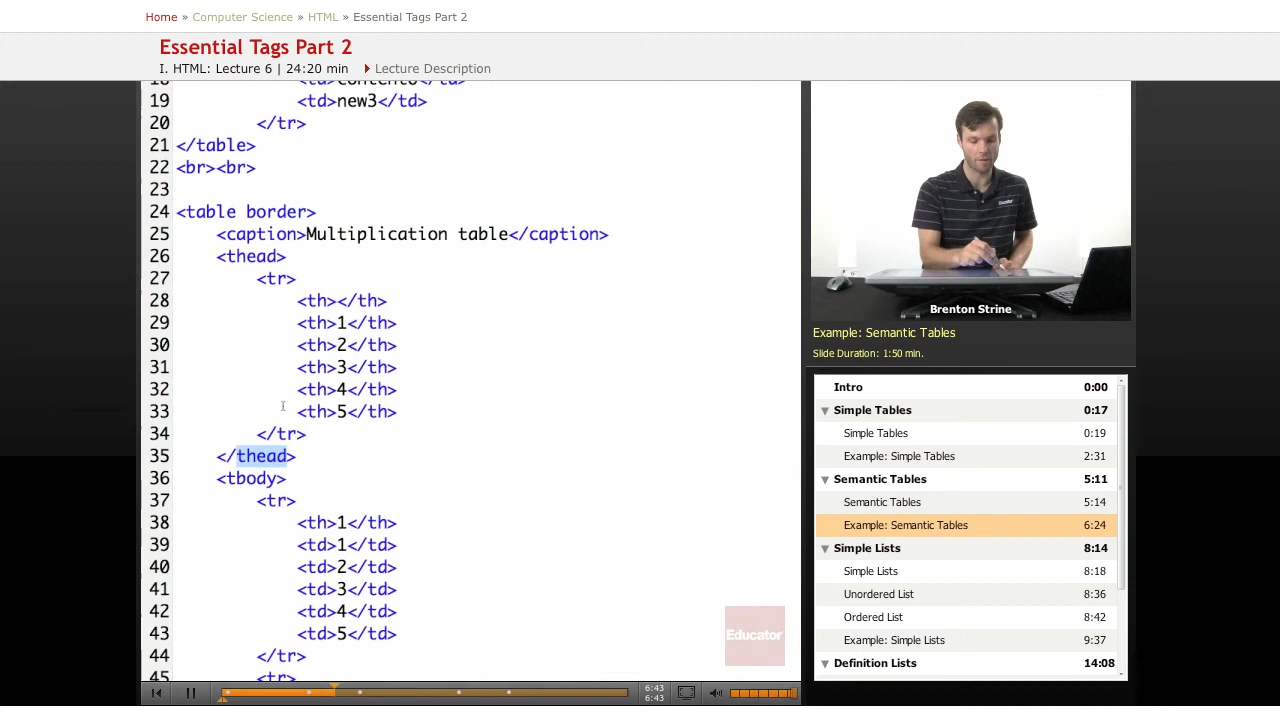 Home » Computer Science » HTML » Essential Tags Part 2
Essential Tags Part 2
I. HTML: Lecture 6 | 24:20 min Lecture Description
19 <td>new3</td>
20 </tr>
21 </table>
22 <br><br>
23
24 <table border>
25 <caption>Multiplication table</caption>
26 <thead>
27 <tr>
28 <th></th>
29 <th>1</th>
30 <th>2</th>
31 <th>3</th>
32 <th>4</th>
33 <th>5</th>
34 </tr>
35 </thead>
36 <tbody>
37 <tr>
38 <th>1</th>
39 <td>1</td>
40 <td>2</td>
41 <td>3</td>
42 <td>4</td>
43 <td>5</td>
44 </tr>
45 <tr>
Educator
6:43
6:43
Brenton Strine
Example: Semantic Tables
Slide Duration: 1:50 min.
Intro 0:00
Simple Tables 0:17
Simple Tables 0:19
Example: Simple Tables 2:31
Semantic Tables 5:11
Semantic Tables 5:14
Example: Semantic Tables 6:24
Simple Lists 8:14
Simple Lists 8:18
Unordered List 8:36
Ordered List 8:42
Example: Simple Lists 9:37
Definition Lists 14:08